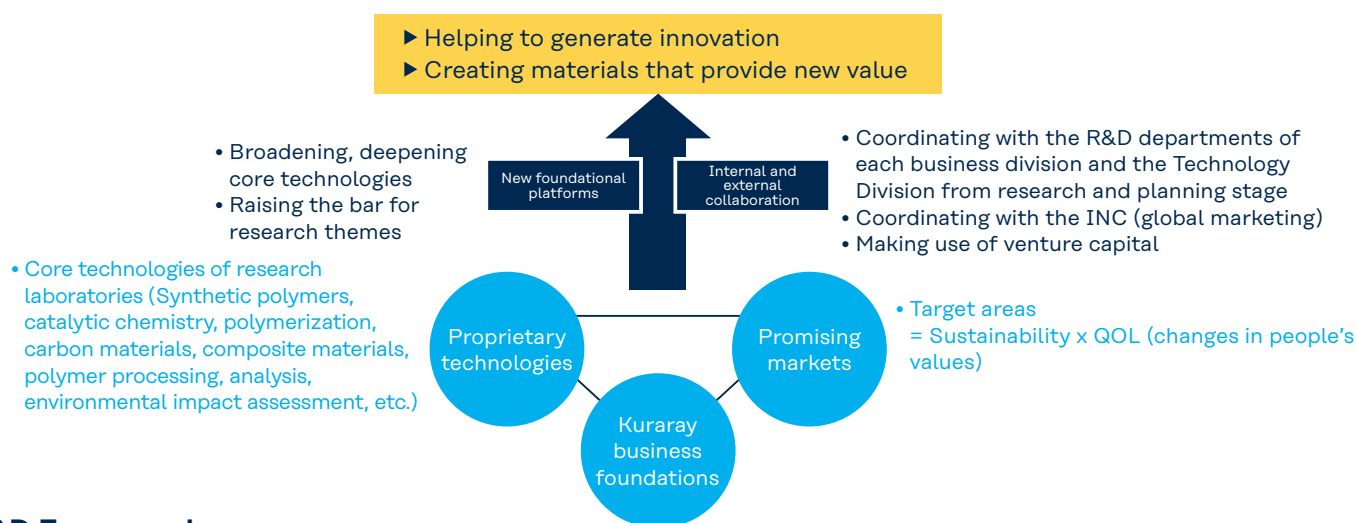 ▶ Helping to generate innovation
▶ Creating materials that provide new value
• Broadening, deepening
core technologies
• Raising the bar for
research themes
New foundational
platforms
Internal and
external
collaboration
• Coordinating with the R&D departments of
each business division and the Technology
Division from research and planning stage
• Coordinating with the INC (global marketing)
• Making use of venture capital
• Core technologies of research
laboratories (Synthetic polymers,
catalytic chemistry, polymerization,
carbon materials, composite materials,
polymer processing, analysis,
environmental impact assessment, etc.)
Proprietary
technologies
Promising
markets
• Target areas
= Sustainability x QOL (changes in people’s
values)
Kuraray
business
foundations